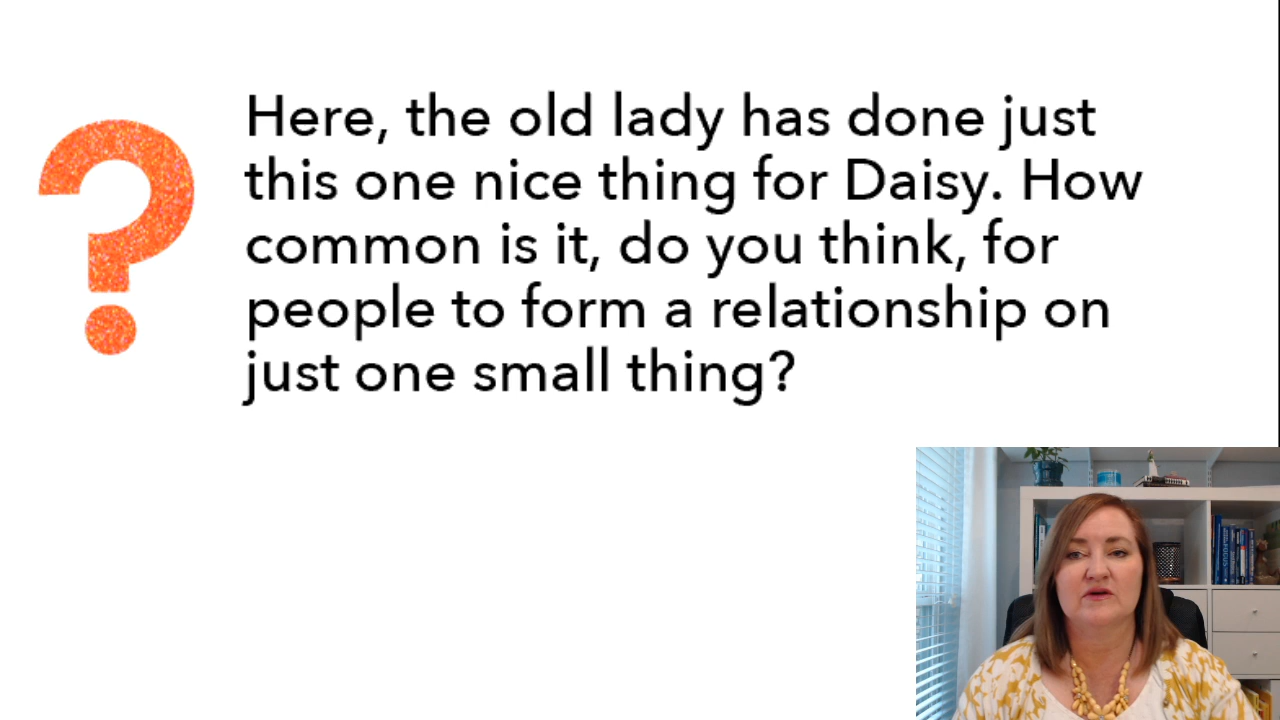 Here, the old lady has done just
this one nice thing for Daisy. How
common is it, do you think, for
people to form a relationship on
just one small thing?